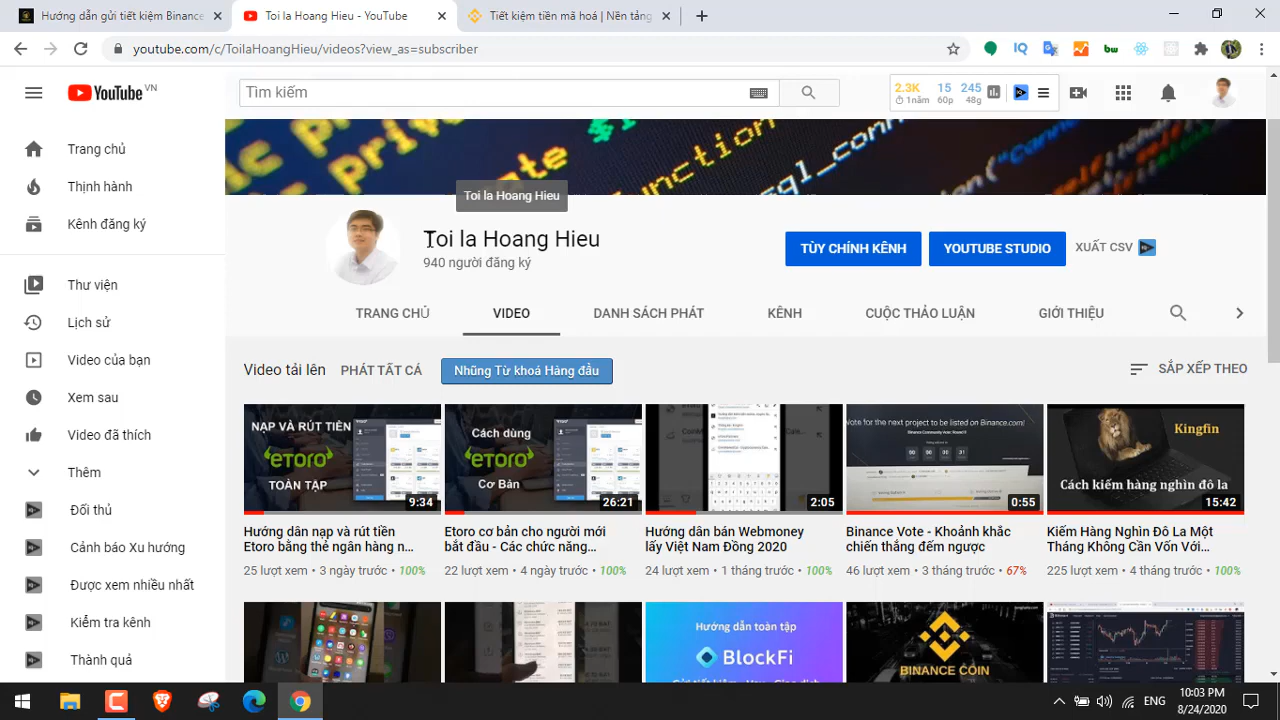 Hướng dẫn gửi tiết kiệm Binance
Toi la Hoang Hieu - YouTube
Tiết kiệm tiền mã hoá | Nền tảng
youtube.com/c/ToilaHoangHieu/videos?view_as=subscriber
YouTube VN
Tìm kiếm
2.3K 15 245
1năm 60p 48g
Trang chủ
Thịnh hành
Kênh đăng ký
Thư viện
Lịch sử
Video của bạn
Xem sau
Video đã thích
Thêm
Đối thủ
Cảnh báo Xu hướng
Được xem nhiều nhất
Kiểm tra kênh
Thành quả
Toi la Hoang Hieu
Toi la Hoang Hieu
940 người đăng ký
TÙY CHỈNH KÊNH
YOUTUBE STUDIO
XUẤT CSV
TRANG CHỦ
VIDEO
DANH SÁCH PHÁT
KÊNH
CUỘC THẢO LUẬN
GIỚI THIỆU
Video tải lên
PHÁT TẤT CẢ
Những Từ khoá Hàng đầu
SẮP XẾP THEO
NẠP VÀ RÚT TIỀN
eToro
TOÀN TẬP
9:34
Cách dùng
eToro
Cơ Bản
26:21
2:05
Vote for the next project to be listed on Binance.com!
0:55
Kingfin
Cách kiếm hàng nghìn đô la
15:42
Hướng dẫn nạp và rút tiền
Etoro bằng thẻ ngân hàng n...
25 lượt xem • 3 ngày trước • 100%
Etoro cơ bản cho người mới
bắt đầu - Các chức năng...
22 lượt xem • 4 ngày trước • 100%
Hướng dẫn bán Webmoney
lấy Việt Nam Đồng 2020
24 lượt xem • 1 tháng trước • 100%
Binance Vote - Khoảnh khắc
chiến thắng đếm ngược
46 lượt xem • 3 tháng trước • 67%
Kiếm Hàng Nghìn Đô La Một
Tháng Không Cần Vốn Với...
225 lượt xem • 4 tháng trước • 100%
Hướng dẫn toàn tập
BlockFi
BINANCE COIN
ENG
10:03 PM
8/24/2020